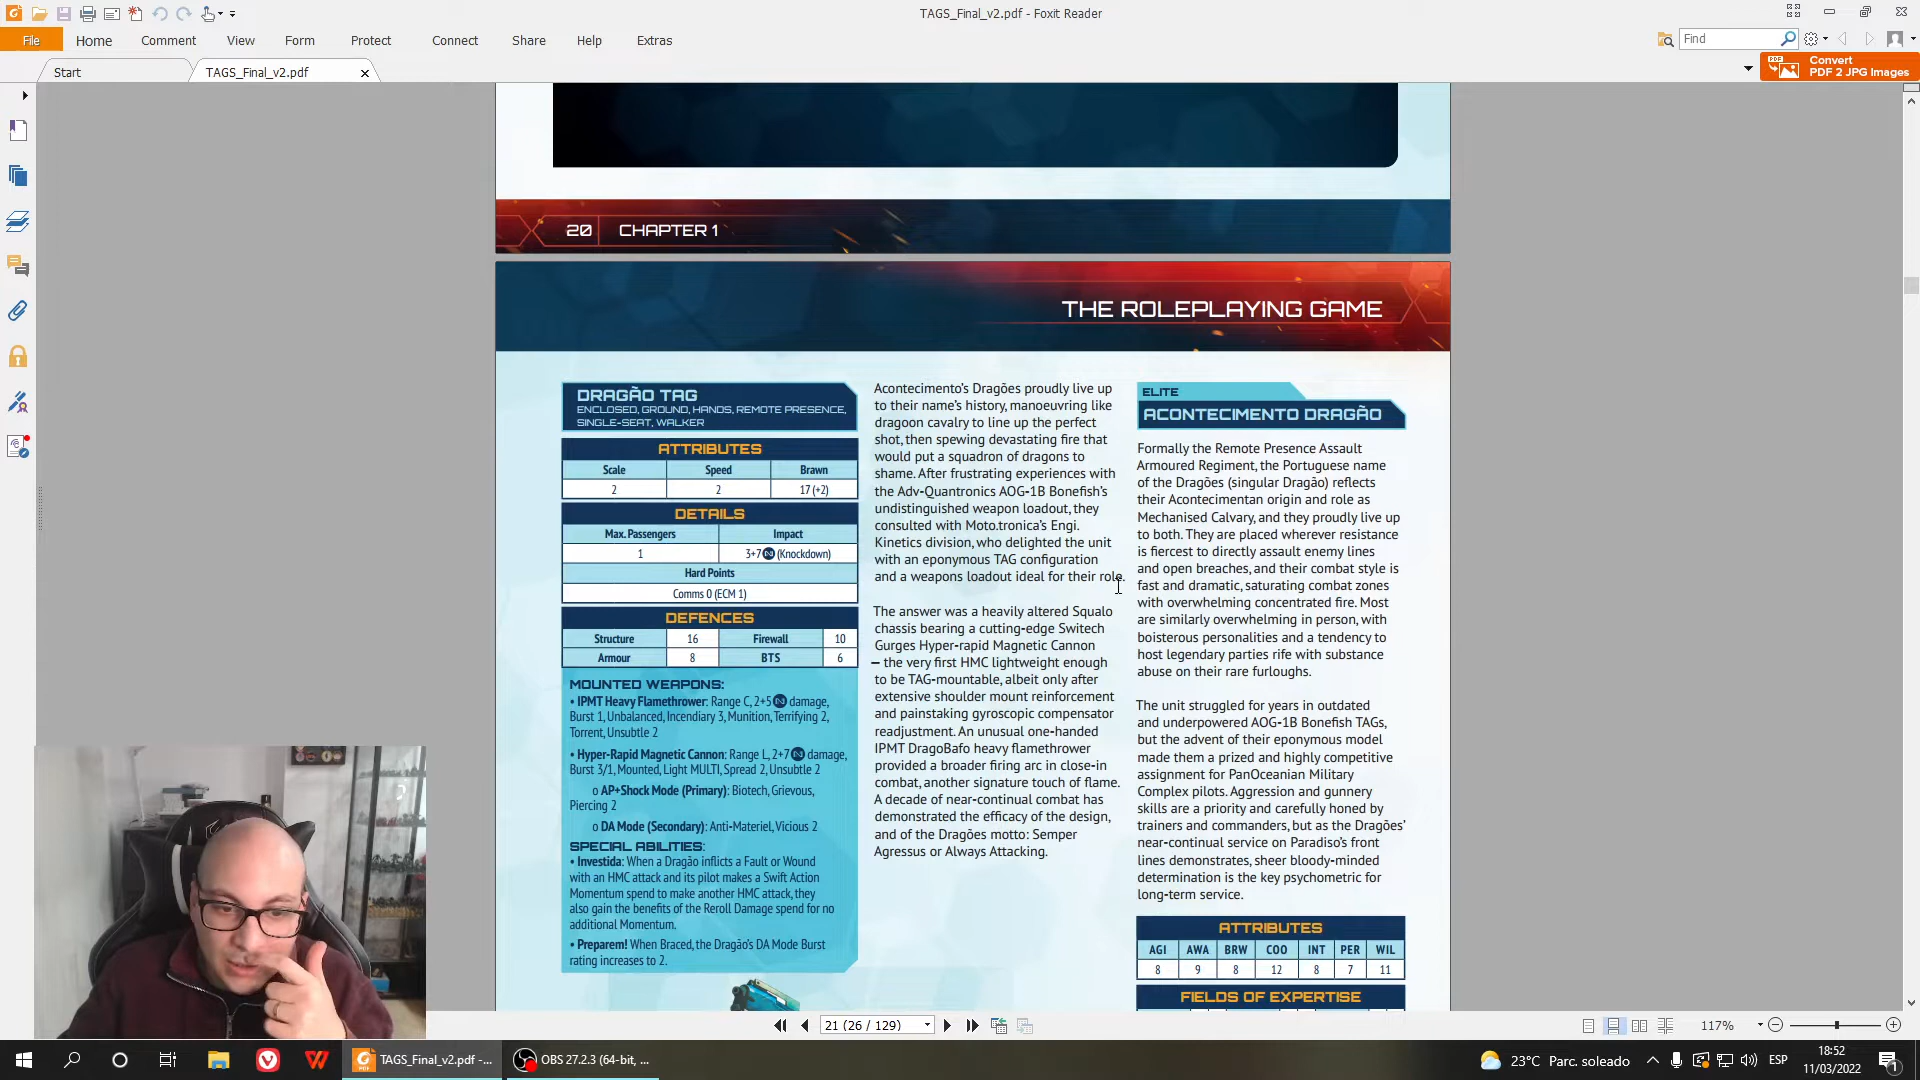 TAGS_Final_v2.pdf - Foxit Reader
File
Home
Comment
View
Form
Protect
Connect
Share
Help
Extras
Find
Start
TAGS_Final_v2.pdf
Convert
PDF 2 JPG Images
20
CHAPTER 1
THE ROLEPLAYING GAME
DRAGÃO TAG
ENCLOSED, GROUND, HANDS, REMOTE PRESENCE,
SINGLE-SEAT, WALKER
ATTRIBUTES
Scale Speed Brawn
2 2 17 (+2)
DETAILS
Max. Passengers Impact
1 3+7 (Knockdown)
Hard Points
Comms 0 (ECM 1)
DEFENCES
Structure 16 Firewall 10
Armour 8 BTS 6
MOUNTED WEAPONS:
• IPMT Heavy Flamethrower: Range C, 2+5 damage,
Burst 1, Unbalanced, Incendiary 3, Munition, Terrifying 2,
Torrent, Unsubtle 2
• Hyper-Rapid Magnetic Cannon: Range L, 2+7 damage,
Burst 3/1, Mounted, Light MULTI, Spread 2, Unsubtle 2
o AP+Shock Mode (Primary): Biotech, Grievous,
Piercing 2
o DA Mode (Secondary): Anti-Materiel, Vicious 2
SPECIAL ABILITIES:
• Investida: When a Dragão inflicts a Fault or Wound
with an HMC attack and its pilot makes a Swift Action
Momentum spend to make another HMC attack, they
also gain the benefits of the Reroll Damage spend for no
additional Momentum.
• Preparem! When Braced, the Dragão's DA Mode Burst
rating increases to 2.
Acontecimento's Dragões proudly live up
to their name's history, manoeuvring like
dragoon cavalry to line up the perfect
shot, then spewing devastating fire that
would put a squadron of dragons to
shame. After frustrating experiences with
the Adv-Quantronics AOG-1B Bonefish's
undistinguished weapon loadout, they
consulted with Moto.tronica's Engi.
Kinetics division, who delighted the unit
with an eponymous TAG configuration
and a weapons loadout ideal for their role.
The answer was a heavily altered Squalo
chassis bearing a cutting-edge Switech
Gurges Hyper-rapid Magnetic Cannon
– the very first HMC lightweight enough
to be TAG-mountable, albeit only after
extensive shoulder mount reinforcement
and painstaking gyroscopic compensator
readjustment. An unusual one-handed
IPMT DragoBafo heavy flamethrower
provided a broader firing arc in close-in
combat, another signature touch of flame.
A decade of near-continual combat has
demonstrated the efficacy of the design,
and of the Dragões motto: Semper
Agressus or Always Attacking.
ELITE
ACONTECIMENTO DRAGÃO
Formally the Remote Presence Assault
Armoured Regiment, the Portuguese name
of the Dragões (singular Dragão) reflects
their Acontecimentan origin and role as
Mechanised Calvary, and they proudly live up
to both. They are placed wherever resistance
is fiercest to directly assault enemy lines
and open breaches, and their combat style is
fast and dramatic, saturating combat zones
with overwhelming concentrated fire. Most
are similarly overwhelming in person, with
boisterous personalities and a tendency to
host legendary parties rife with substance
abuse on their rare furloughs.
The unit struggled for years in outdated
and underpowered AOG-1B Bonefish TAGs,
but the advent of their eponymous model
made them a prized and highly competitive
assignment for PanOceanian Military
Complex pilots. Aggression and gunnery
skills are a priority and carefully honed by
trainers and commanders, but as the Dragões'
near-continual service on Paradiso's front
lines demonstrates, sheer bloody-minded
determination is the key psychometric for
long-term service.
ATTRIBUTES
AGI AWA BRW COO INT PER WIL
8 9 8 12 8 7 11
FIELDS OF EXPERTISE
21 (26 / 129)
117%
TAGS_Final_v2.pdf -...
OBS 27.2.3 (64-bit, ...
23°C Parc. soleado
ESP
18:52
11/03/2022
1